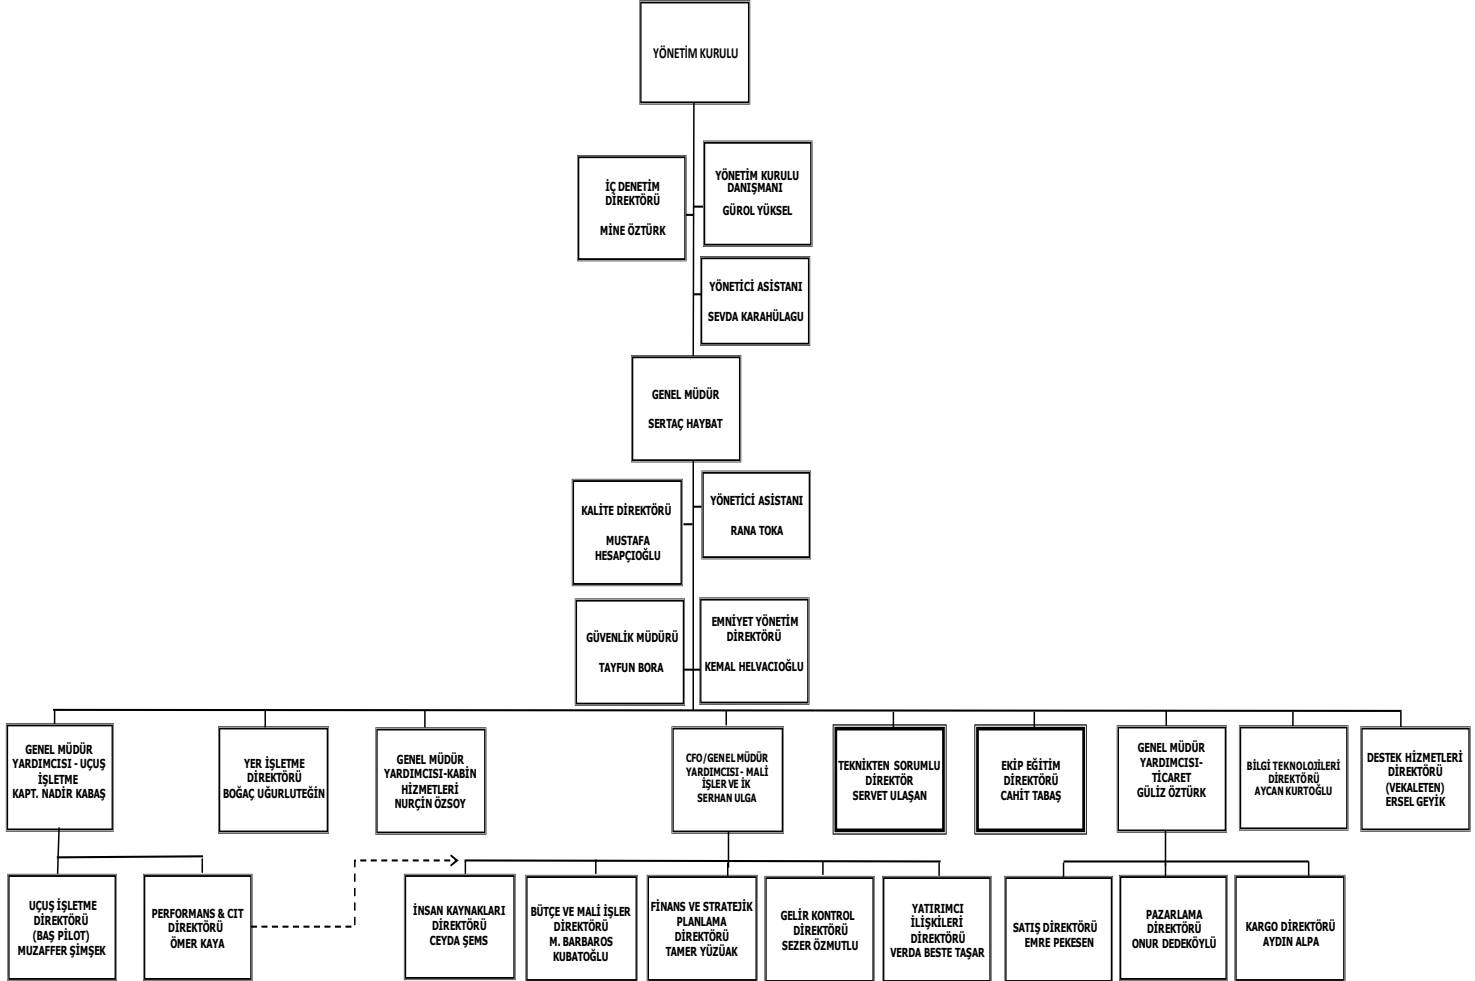 YÖNETİM KURULU
İÇ DENETİM
DİREKTÖRÜ
MİNE ÖZTÜRK
YÖNETİM KURULU
DANIŞMANI
GÜROL YÜKSEL
YÖNETİCİ ASİSTANI
SEVDA KARAHÜLAGU
GENEL MÜDÜR
SERTAÇ HAYBAT
KALİTE DİREKTÖRÜ
MUSTAFA
HESAPÇIOĞLU
YÖNETİCİ ASİSTANI
RANA TOKA
GÜVENLİK MÜDÜRÜ
TAYFUN BORA
EMNİYET YÖNETİM
DİREKTÖRÜ
KEMAL HELVACIOĞLU
GENEL MÜDÜR
YARDIMCISI - UÇUŞ
İŞLETME
KAPT. NADİR KABAŞ
YER İŞLETME
DİREKTÖRÜ
BOĞAÇ UĞURLUTEĞİN
GENEL MÜDÜR
YARDIMCISI-KABİN
HİZMETLERİ
NURÇİN ÖZSOY
CFO/GENEL MÜDÜR
YARDIMCISI - MALİ
İŞLER VE İK
SERHAN ULGA
TEKNİKTEN SORUMLU
DİREKTÖR
SERVET ULAŞAN
EKİP EĞİTİM
DİREKTÖRÜ
CAHİT TABAŞ
GENEL MÜDÜR
YARDIMCISI-
TİCARET
GÜLİZ ÖZTÜRK
BİLGİ TEKNOLOJİLERİ
DİREKTÖRÜ
AYCAN KURTOĞLU
DESTEK HİZMETLERİ
DİREKTÖRÜ
(VEKALETEN)
ERSEL GEYİK
UÇUŞ İŞLETME
DİREKTÖRÜ
(BAŞ PİLOT)
MUZAFFER ŞİMŞEK
PERFORMANS & CIT
DİREKTÖRÜ
ÖMER KAYA
İNSAN KAYNAKLARI
DİREKTÖRÜ
CEYDA ŞEMS
BÜTÇE VE MALİ İŞLER
DİREKTÖRÜ
M. BARBAROS
KUBATOĞLU
FİNANS VE STRATEJİK
PLANLAMA
DİREKTÖRÜ
TAMER YÜZÜAK
GELİR KONTROL
DİREKTÖRÜ
SEZER ÖZMUTLU
YATIRIMCI
İLİŞKİLERİ
DİREKTÖRÜ
VERDA BESTE TAŞAR
SATIŞ DİREKTÖRÜ
EMRE PEKESEN
PAZARLAMA
DİREKTÖRÜ
ONUR DEDEKÖYLÜ
KARGO DİREKTÖRÜ
AYDIN ALPA